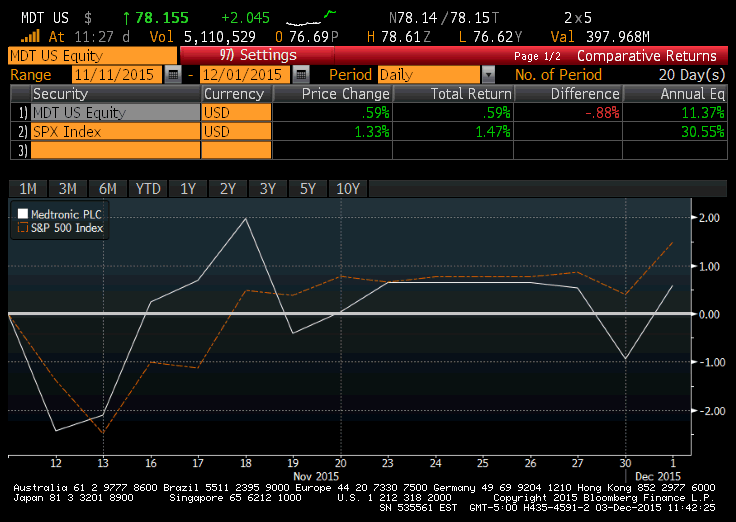 MDT US $ ↑ 78.155 +2.045 N78.14 / 78.15T 2x5
At 11:27 d Vol 5,110,529 O 76.69P H 78.61Z L 76.62Y Val 397.968M
MDT US Equity 97) Settings Page 1/2 Comparative Returns
Range 11/11/2015 - 12/01/2015 Period Daily No. of Period 20 Day(s)
Security Currency Price Change Total Return Difference Annual Eq
1) MDT US Equity USD .59% .59% -.88% 11.37%
2) SPX Index USD 1.33% 1.47% 30.55%
3)
1M 3M 6M YTD 1Y 2Y 3Y 5Y 10Y
Medtronic PLC
S&P 500 Index
2.00
1.00
0.00
-1.00
-2.00
12 13 16 17 18 19 20 23 24 25 26 27 30 1
Nov 2015 Dec 2015
Australia 61 2 9777 8600 Brazil 5511 2395 9000 Europe 44 20 7330 7500 Germany 49 69 9204 1210 Hong Kong 852 2977 6000
Japan 81 3 3201 8900 Singapore 65 6212 1000 U.S. 1 212 318 2000 Copyright 2015 Bloomberg Finance L.P.
SN 535561 EST GMT-5:00 H435-4591-2 03-Dec-2015 11:42:25